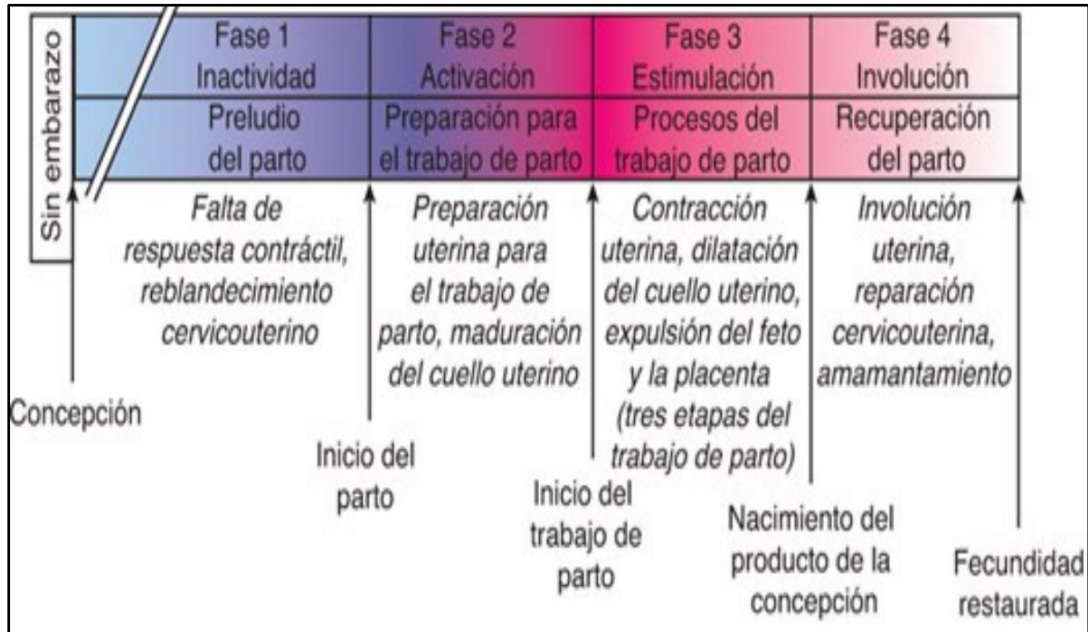 Sin embarazo
Fase 1
Inactividad
Preludio
del parto
Falta de
respuesta contráctil,
reblandecimiento
cervicouterino
Fase 2
Activación
Preparación para
el trabajo de parto
Preparación
uterina para
el trabajo de
parto, maduración
del cuello uterino
Fase 3
Estimulación
Procesos del
trabajo de parto
Contracción
uterina, dilatación
del cuello uterino,
expulsión del feto
y la placenta
(tres etapas del
trabajo de parto)
Fase 4
Involución
Recuperación
del parto
Involución
uterina,
reparación
cervicouterina,
amamantamiento
Concepción
Inicio del
parto
Inicio del
trabajo de
parto
Nacimiento del
producto de la
concepción
Fecundidad
restaurada